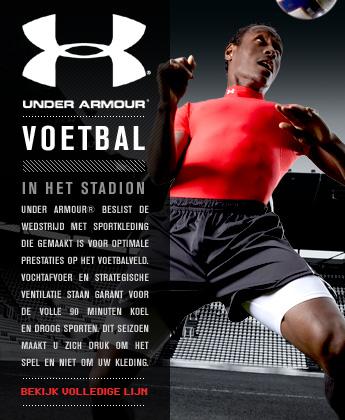 UNDER ARMOUR®
VOETBAL
IN HET STADION
UNDER ARMOUR® BESLIST DE
WEDSTRIJD MET SPORTKLEDING
DIE GEMAAKT IS VOOR OPTIMALE
PRESTATIES OP HET VOETBALVELD.
VOCHTAFVOER EN STRATEGISCHE
VENTILATIE STAAN GARANT VOOR
DE VOLLE 90 MINUTEN KOEL
EN DROOG SPORTEN. DIT SEIZOEN
MAAKT U ZICH DRUK OM HET
SPEL EN NIET OM UW KLEDING.
BEKIJK VOLLEDIGE LIJN